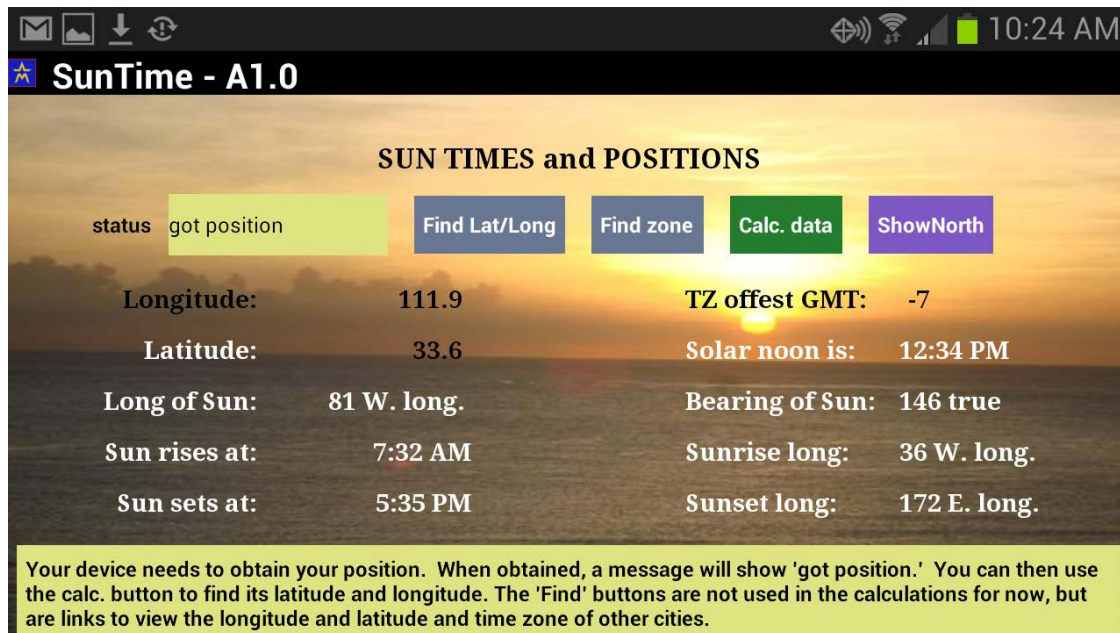 10:24 AM
SunTime - A1.0
SUN TIMES and POSITIONS
status got position Find Lat/Long Find zone Calc. data ShowNorth
Longitude: 111.9 TZ offest GMT: -7
Latitude: 33.6 Solar noon is: 12:34 PM
Long of Sun: 81 W. long. Bearing of Sun: 146 true
Sun rises at: 7:32 AM Sunrise long: 36 W. long.
Sun sets at: 5:35 PM Sunset long: 172 E. long.
Your device needs to obtain your position. When obtained, a message will show 'got position.' You can then use
the calc. button to find its latitude and longitude. The 'Find' buttons are not used in the calculations for now, but
are links to view the longitude and latitude and time zone of other cities.